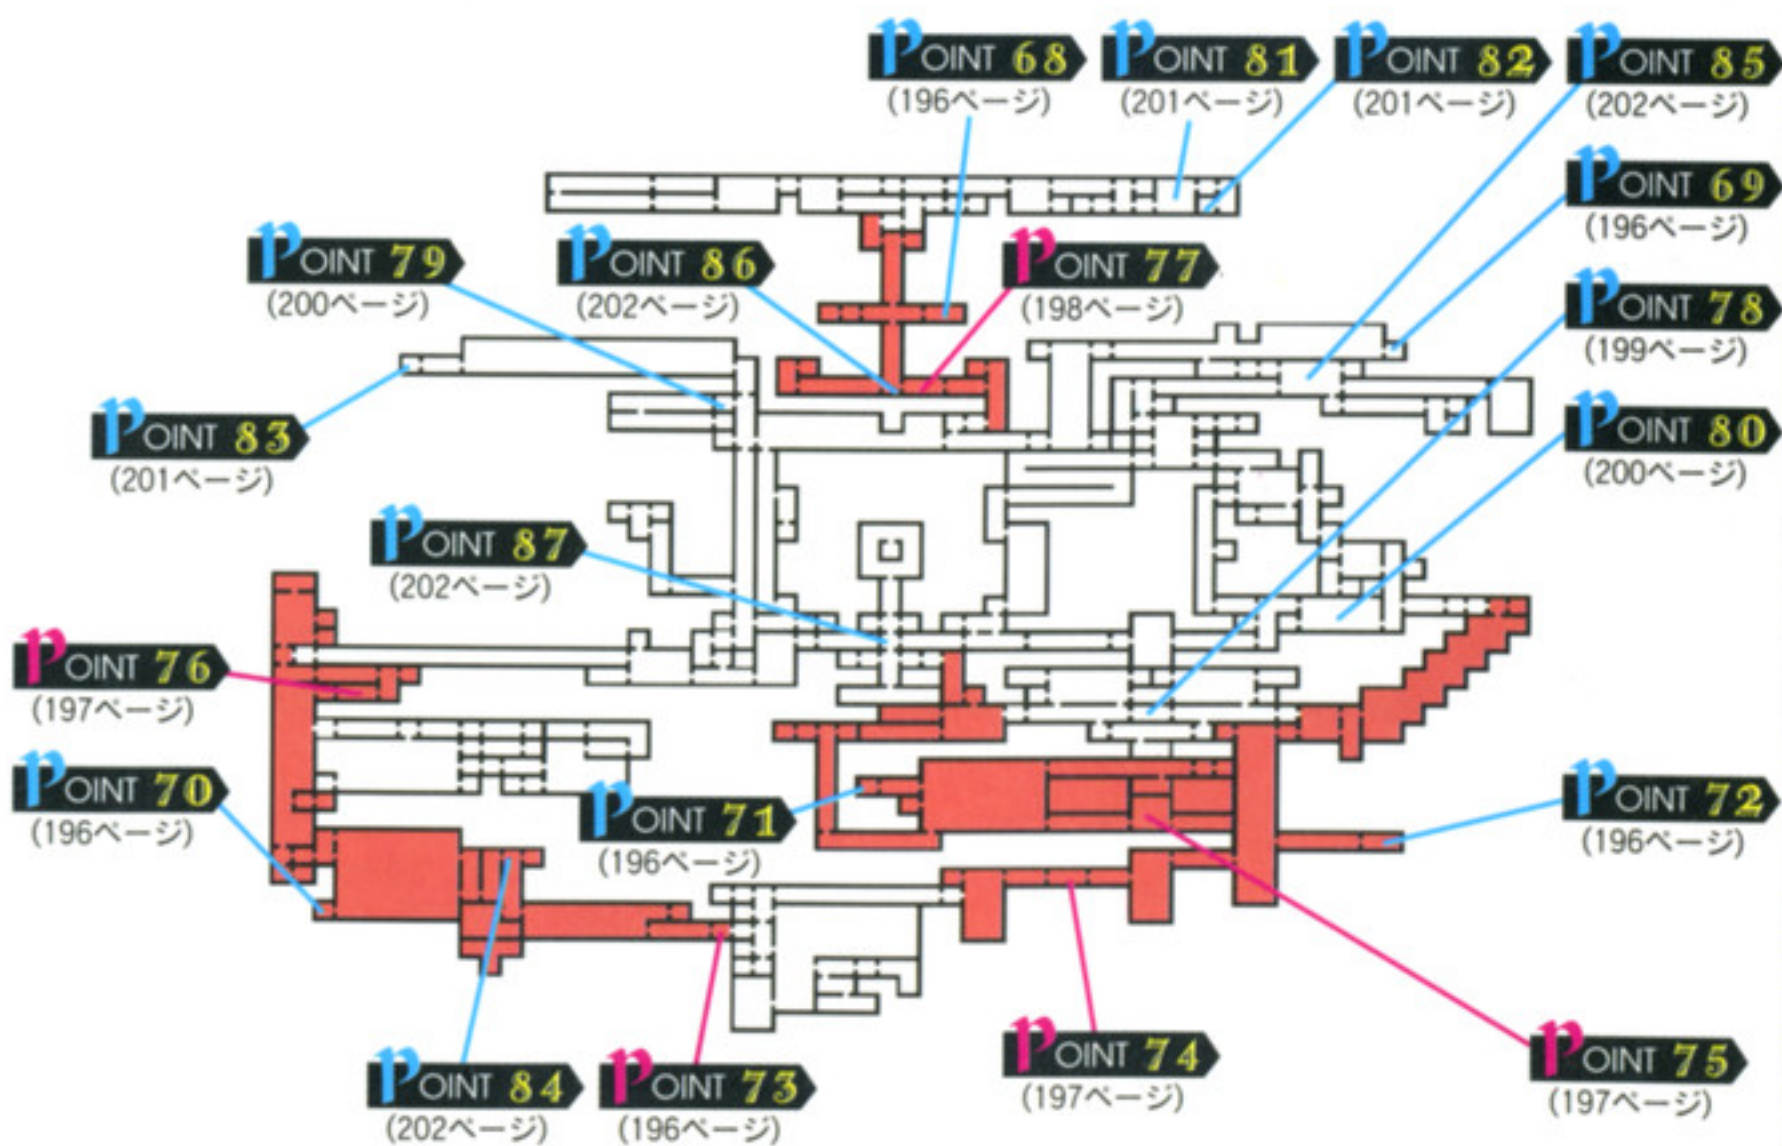 POINT 68
(196ページ)
POINT 81
(201ページ)
POINT 82
(201ページ)
POINT 85
(202ページ)
POINT 69
(196ページ)
POINT 79
(200ページ)
POINT 86
(202ページ)
POINT 77
(198ページ)
POINT 78
(199ページ)
POINT 83
(201ページ)
POINT 80
(200ページ)
POINT 87
(202ページ)
POINT 76
(197ページ)
POINT 70
(196ページ)
POINT 71
(196ページ)
POINT 72
(196ページ)
POINT 84
(202ページ)
POINT 73
(196ページ)
POINT 74
(197ページ)
POINT 75
(197ページ)